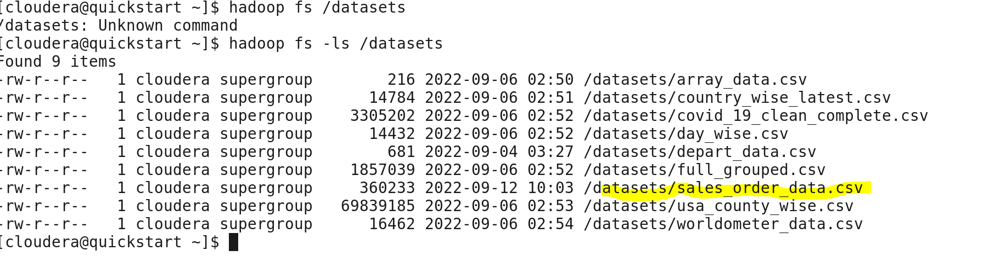 [cloudera@quickstart ~]$ hadoop fs /datasets
/datasets: Unknown command
[cloudera@quickstart ~]$ hadoop fs -ls /datasets
Found 9 items
-rw-r--r--   1 cloudera supergroup        216 2022-09-06 02:50 /datasets/array_data.csv
-rw-r--r--   1 cloudera supergroup      14784 2022-09-06 02:51 /datasets/country_wise_latest.csv
-rw-r--r--   1 cloudera supergroup    3305202 2022-09-06 02:52 /datasets/covid_19_clean_complete.csv
-rw-r--r--   1 cloudera supergroup      14432 2022-09-06 02:52 /datasets/day_wise.csv
-rw-r--r--   1 cloudera supergroup        681 2022-09-04 03:27 /datasets/depart_data.csv
-rw-r--r--   1 cloudera supergroup    1857039 2022-09-06 02:52 /datasets/full_grouped.csv
-rw-r--r--   1 cloudera supergroup     360233 2022-09-12 10:03 /datasets/sales_order_data.csv
-rw-r--r--   1 cloudera supergroup   69839185 2022-09-06 02:53 /datasets/usa_county_wise.csv
-rw-r--r--   1 cloudera supergroup      16462 2022-09-06 02:54 /datasets/worldometer_data.csv
[cloudera@quickstart ~]$